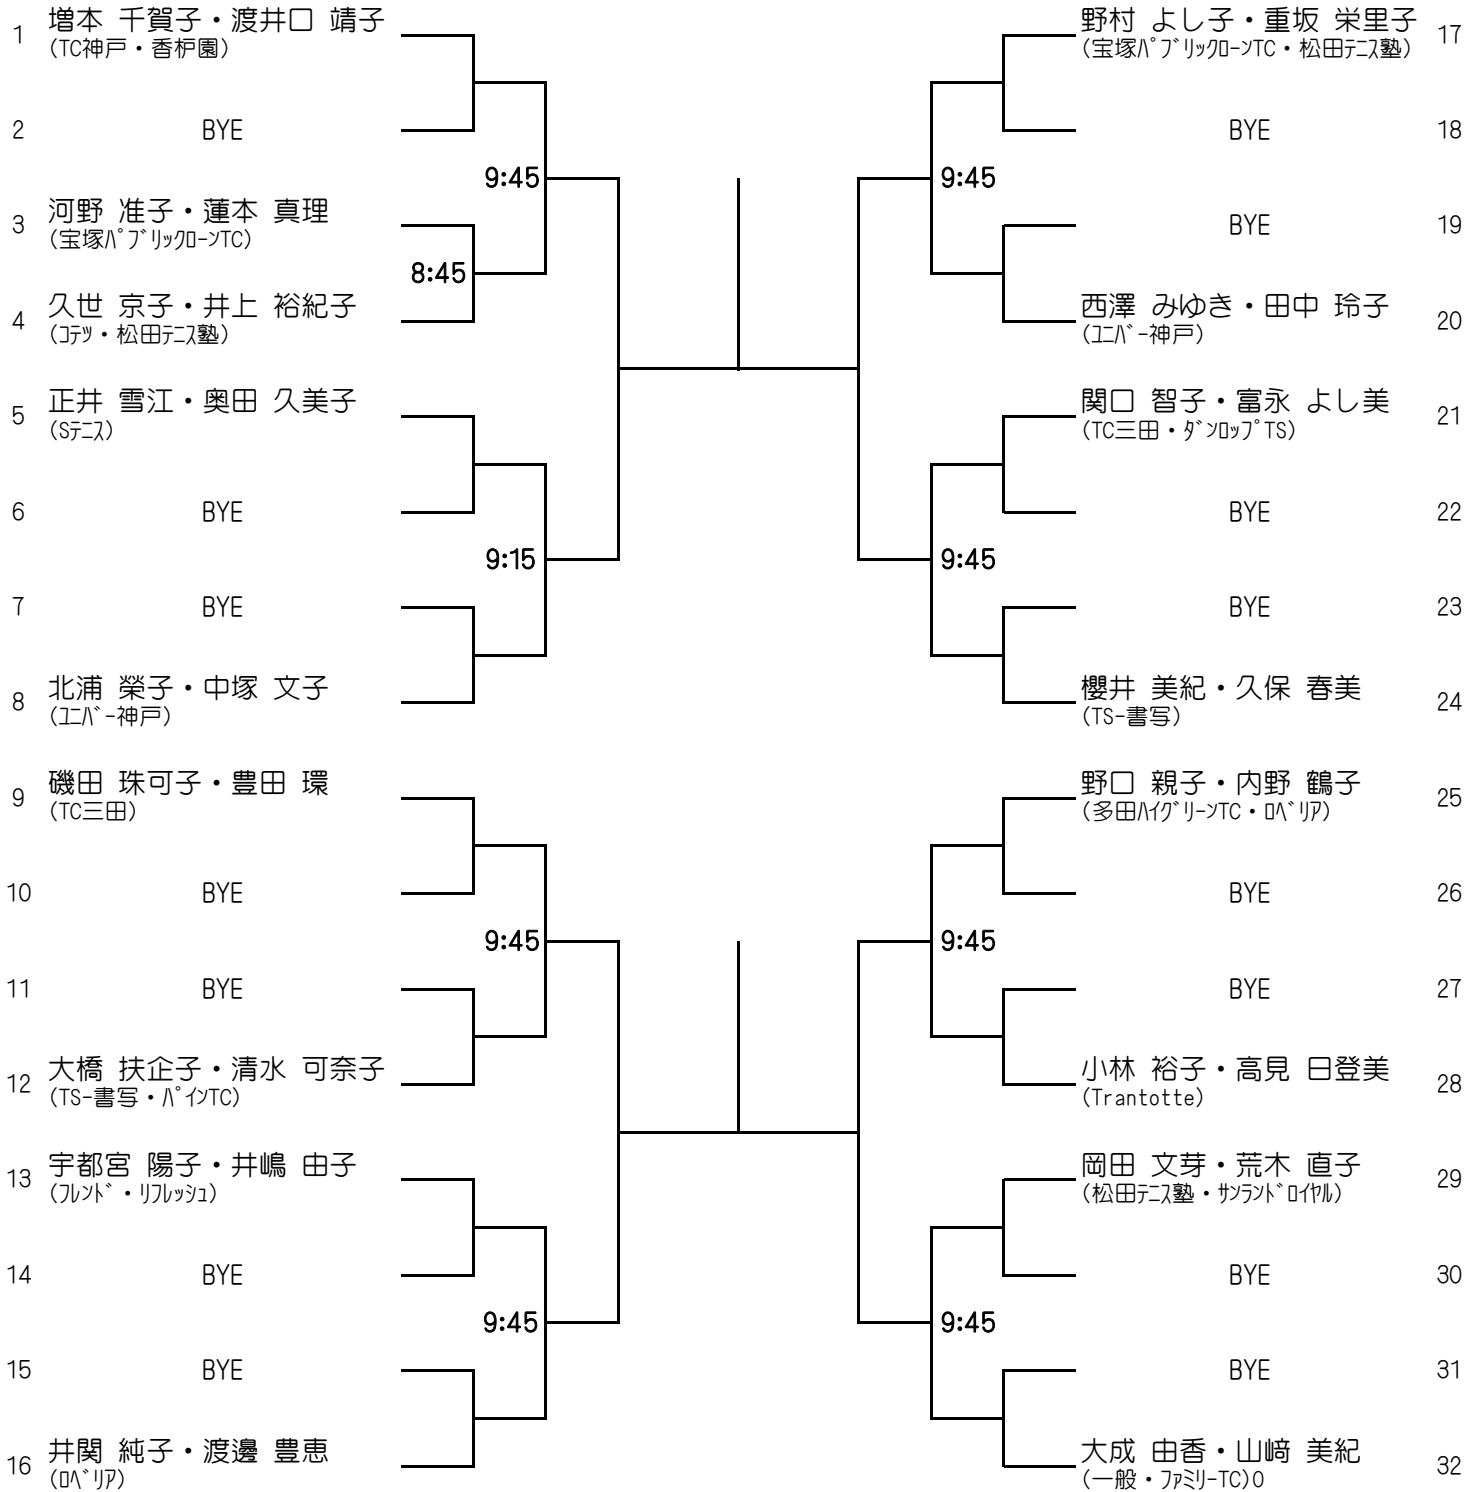 1 増本 千賀子・渡井口 靖子
(TC神戸・香枦園)
2 BYE
9:45
3 河野 准子・蓮本 真理
(宝塚ﾊﾟﾌﾞﾘｯｸﾛｰﾝTC)
8:45
4 久世 京子・井上 裕紀子
(ｺﾃﾂ・松田ﾃﾆｽ塾)
5 正井 雪江・奥田 久美子
(Sﾃﾆｽ)
6 BYE
9:15
7 BYE
8 北浦 榮子・中塚 文子
(ﾕﾆﾊﾞｰ神戸)
9 磯田 珠可子・豊田 環
(TC三田)
10 BYE
9:45
11 BYE
12 大橋 扶企子・清水 可奈子
(TS-書写・ﾊﾟｲﾝTC)
13 宇都宮 陽子・井嶋 由子
(ﾌﾚﾝﾄﾞ・ﾘﾌﾚｯｼｭ)
14 BYE
9:45
15 BYE
16 井関 純子・渡邊 豊恵
(ﾛﾍﾞﾘｱ)
野村 よし子・重坂 栄里子 17
(宝塚ﾊﾟﾌﾞﾘｯｸﾛｰﾝTC・松田ﾃﾆｽ塾)
BYE 18
9:45
BYE 19
西澤 みゆき・田中 玲子 20
(ﾕﾆﾊﾞｰ神戸)
関口 智子・富永 よし美 21
(TC三田・ﾀﾞﾝﾛｯﾌﾟTS)
BYE 22
9:45
BYE 23
櫻井 美紀・久保 春美 24
(TS-書写)
野口 親子・内野 鶴子 25
(多田ﾊｲｸﾞﾘｰﾝTC・ﾛﾍﾞﾘｱ)
BYE 26
9:45
BYE 27
小林 裕子・高見 日登美 28
(Trantotte)
岡田 文芽・荒木 直子 29
(松田ﾃﾆｽ塾・ｻﾝﾗﾝﾄﾞﾛｲﾔﾙ)
BYE 30
9:45
BYE 31
大成 由香・山﨑 美紀 32
(一般・ﾌｧﾐﾘｰTC)0